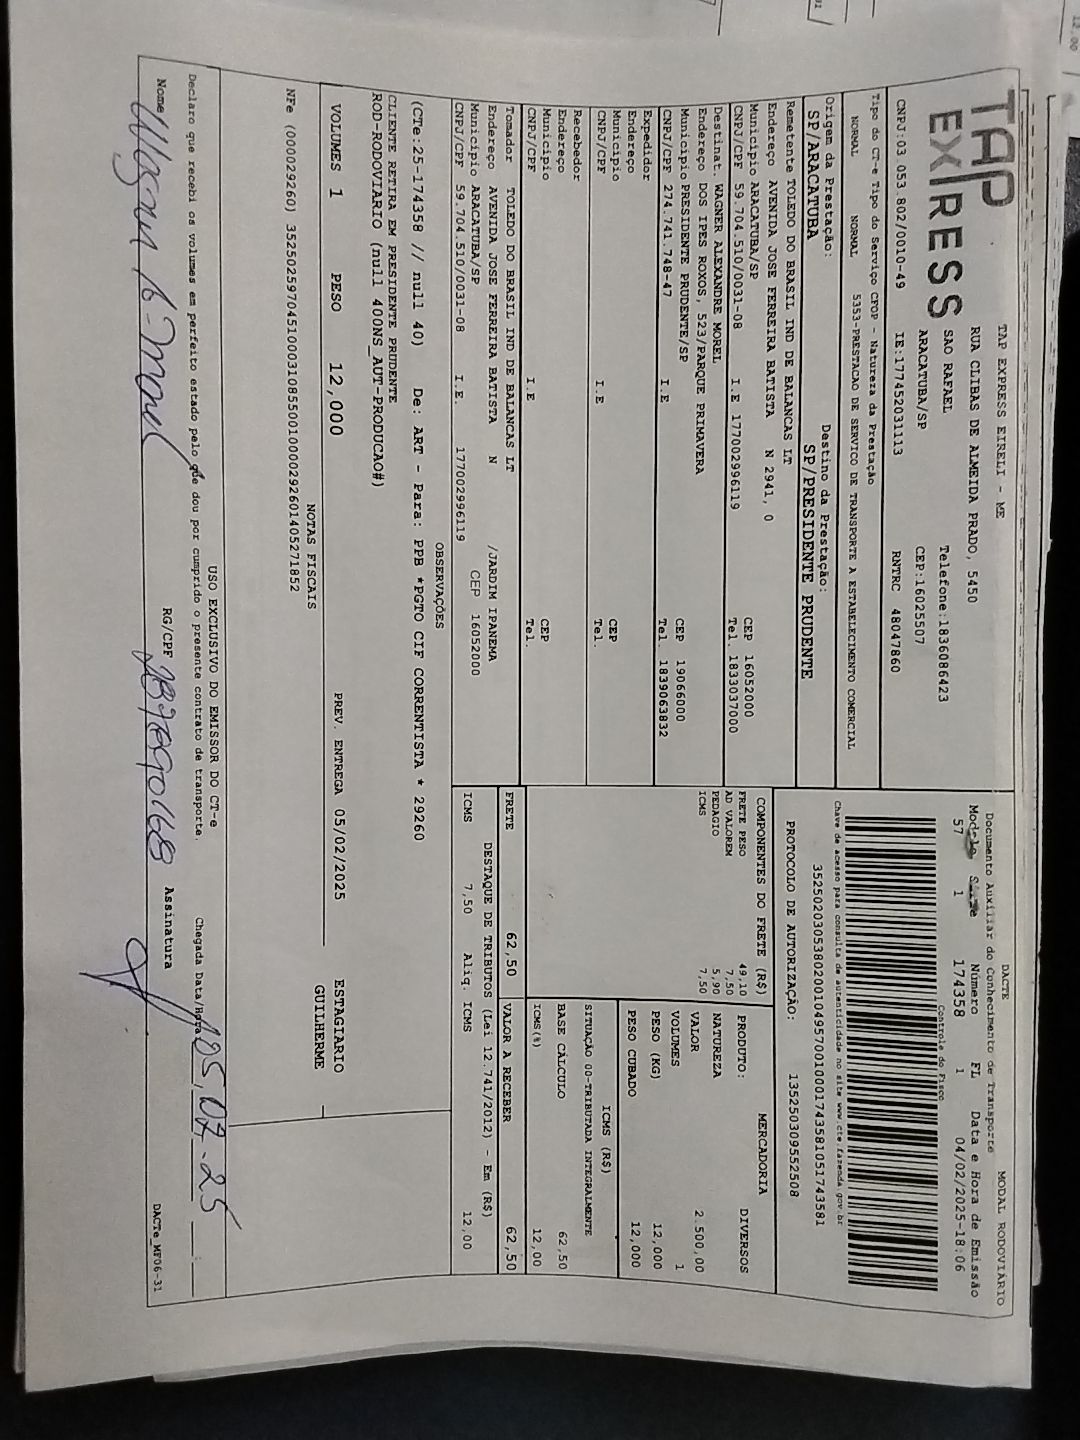 TAP
EXPRESS
TAP EXPRESS EIRELI - ME
RUA CLIBAS DE ALMEIDA PRADO, 5450
SAO RAFAEL Telefone:1836086423
ARACATUBA/SP CEP:16025507
CNPJ:03 053.802/0010-49 IE:177452031113 RNTRC 48047860
DACTE MODAL RODOVIÁRIO
Documento Auxiliar do Conhecimento de Transporte
Modelo Série Número FL Data e Hora de Emissão
57 1 174358 1 04/02/2025-18:06
Controle do Fisco
Chave de acesso para consulta de autenticidade no site www.cte.fazenda.gov.br
35250203053802001049570010001743581051743581
PROTOCOLO DE AUTORIZAÇÃO: 135250309552508
Tipo do CT-e Tipo do Serviço CFOP - Natureza da Prestação
NORMAL NORMAL 5353-PRESTACAO DE SERVICO DE TRANSPORTE A ESTABELECIMENTO COMERCIAL
Origem da Prestação: Destino da Prestação:
SP/ARACATUBA SP/PRESIDENTE PRUDENTE
Remetente TOLEDO DO BRASIL IND DE BALANCAS LT
Endereço AVENIDA JOSE FERREIRA BATISTA N 2941, 0
Município ARACATUBA/SP CEP 16052000
CNPJ/CPF 59.704.510/0031-08 I.E 177002996119 Tel. 1833037000
Destinat. WAGNER ALEXANDRE MOREL
Endereço DOS IPES ROXOS, 523/PARQUE PRIMAVERA
Município PRESIDENTE PRUDENTE/SP CEP 19066000
CNPJ/CPF 274.741.748-47 I.E Tel. 1839063832
Expedidor
Endereço
Município CEP
CNPJ/CPF I.E Tel.
Recebedor
Endereço
Município CEP
CNPJ/CPF I.E Tel.
Tomador TOLEDO DO BRASIL IND DE BALANCAS LT
Endereço AVENIDA JOSE FERREIRA BATISTA N /JARDIM IPANEMA
Município ARACATUBA/SP CEP 16052000
CNPJ/CPF 59.704.510/0031-08 I.E. 177002996119
COMPONENTES DO FRETE (R$)
FRETE PESO 49,10
AD VALOREM 7,50
PEDAGIO 5,90
ICMS 7,50
MERCADORIA
PRODUTO: DIVERSOS
NATUREZA
VALOR 2.500,00
VOLUMES 1
PESO (KG) 12,000
PESO CUBADO 12,000
ICMS (R$)
SITUAÇÃO 00-TRIBUTADA INTEGRALMENTE
BASE CÁLCULO 62,50
ICMS(%) 12,00
FRETE 62,50 VALOR A RECEBER 62,50
DESTAQUE DE TRIBUTOS (Lei 12.741/2012) - Em (R$)
ICMS 7,50 Aliq. ICMS 12,00
OBSERVAÇÕES
(CTe:25-174358 // null 40) De: ART - Para: PPB *PGTO CIF CORRENTISTA * 29260
CLIENTE RETIRA EM PRESIDENTE PRUDENTE
ROD-RODOVIARIO (null 400NS_AUT-PRODUCAO#)
VOLUMES 1 PESO 12,000 PREV. ENTREGA 05/02/2025 ESTAGIARIO
GUILHERME
NOTAS FISCAIS
NFe (000029260) 35250259704510003108550010000292601405271852
USO EXCLUSIVO DO EMISSOR DO CT-e
Declaro que recebi os volumes em perfeito estado pelo que dou por cumprido o presente contrato de transporte. Chegada Data/Hora 05.02-25
Nome RG/CPF Assinatura
DACTe_MF06-31